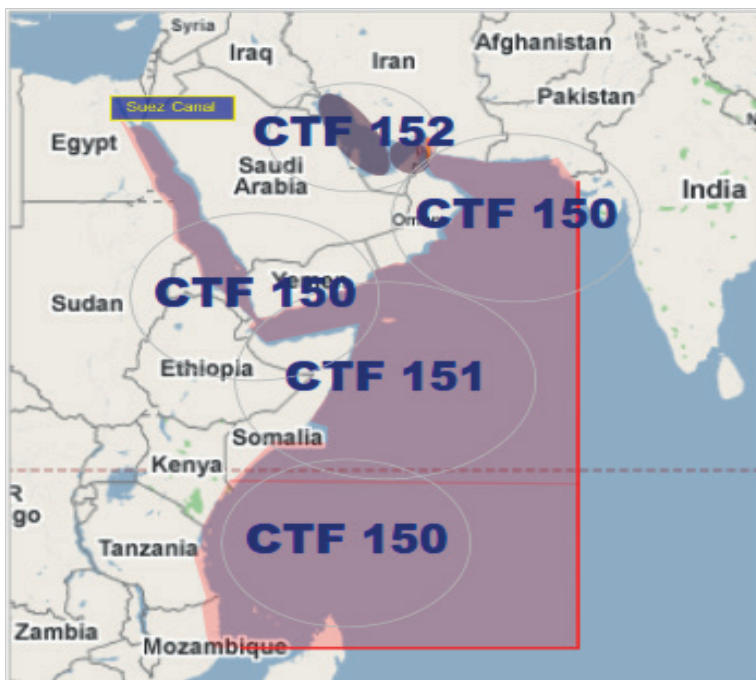 Syria
Iraq
Iran
Afghanistan
Pakistan
Suez Canal
Egypt
CTF 152
Saudi
Arabia
India
CTF 150
Sudan
Yemen
CTF 150
Ethiopia
CTF 151
Somalia
Kenya
R
go
CTF 150
Tanzania
Zambia
Mozambique